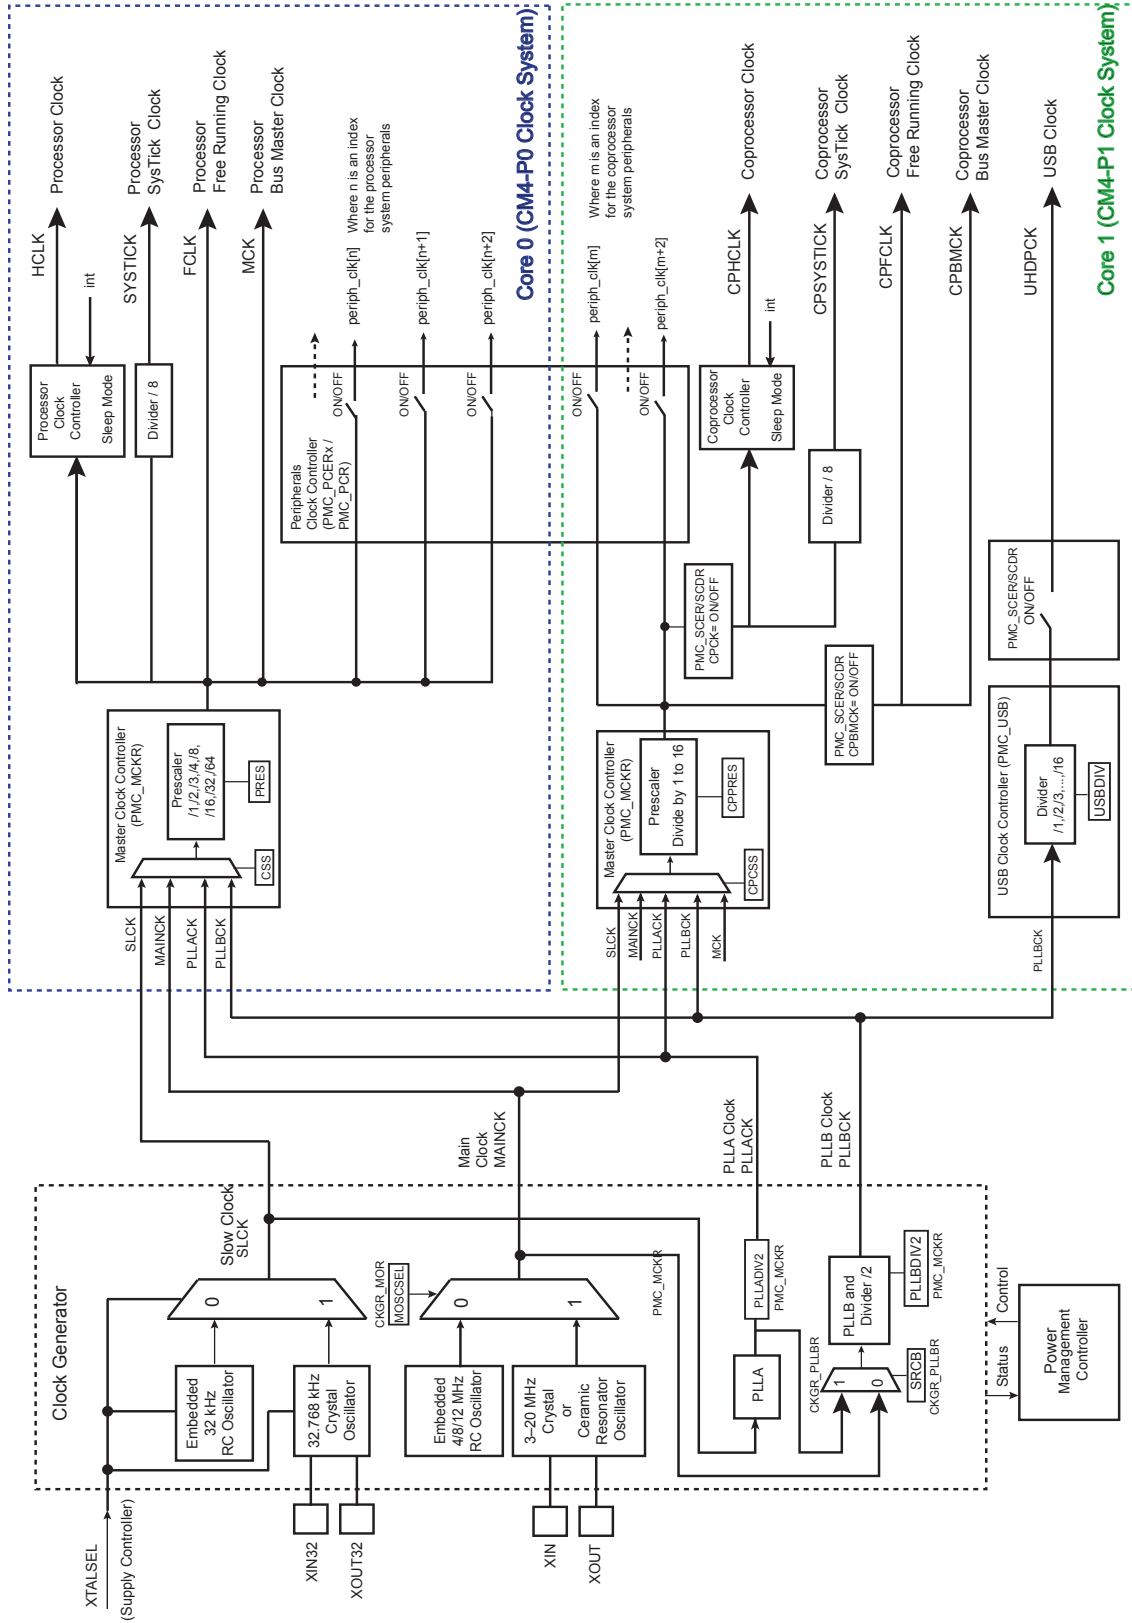 Clock Generator
XTALSEL
(Supply Controller)
Embedded
32 kHz
RC Oscillator
32.768 kHz
Crystal
Oscillator
XIN32
XOUT32
0
1
Slow Clock
SLCK
CKGR_MOR
MOSCSEL
Embedded
4/8/12 MHz
RC Oscillator
3–20 MHz
Crystal
or
Ceramic
Resonator
Oscillator
XIN
XOUT
0
1
Main
Clock
MAINCK
PMC_MCKR
PLLA
PLLADIV2
PMC_MCKR
PLLA Clock
PLLACK
CKGR_PLLBR
1
0
SRCB
CKGR_PLLBR
PLLB and
Divider /2
PLLBDIV2
PMC_MCKR
PLLB Clock
PLLBCK
Status
Control
Power
Management
Controller
SLCK
MAINCK
PLLACK
PLLBCK
Master Clock Controller
(PMC_MCKR)
CSS
Prescaler
/1,/2,/3,/4,/8,
/16,/32,/64
PRES
Processor
Clock
Controller
Sleep Mode
int
HCLK
Processor Clock
Divider / 8
SYSTICK
Processor
SysTick Clock
FCLK
Processor
Free Running Clock
MCK
Processor
Bus Master Clock
Peripherals
Clock Controller
(PMC_PCERx /
PMC_PCR)
ON/OFF
periph_clk[n]
Where n is an index
for the processor
system peripherals
ON/OFF
periph_clk[n+1]
ON/OFF
periph_clk[n+2]
Core 0 (CM4-P0 Clock System)
SLCK
MAINCK
PLLACK
PLLBCK
MCK
Master Clock Controller
(PMC_MCKR)
CPCSS
Prescaler
Divide by 1 to 16
CPPRES
ON/OFF
periph_clk[m]
Where m is an index
for the coprocessor
system peripherals
ON/OFF
periph_clk[m+2]
PMC_SCER/SCDR
CPCK= ON/OFF
Coprocessor
Clock
Controller
Sleep Mode
int
CPHCLK
Coprocessor Clock
Divider / 8
CPSYSTICK
Coprocessor
SysTick Clock
PMC_SCER/SCDR
CPBMCK= ON/OFF
CPFCLK
Coprocessor
Free Running Clock
CPBMCK
Coprocessor
Bus Master Clock
PLLBCK
USB Clock Controller (PMC_USB)
Divider
/1,/2,/3,...,/16
USBDIV
PMC_SCER/SCDR
ON/OFF
UHDPCK
USB Clock
Core 1 (CM4-P1 Clock System)